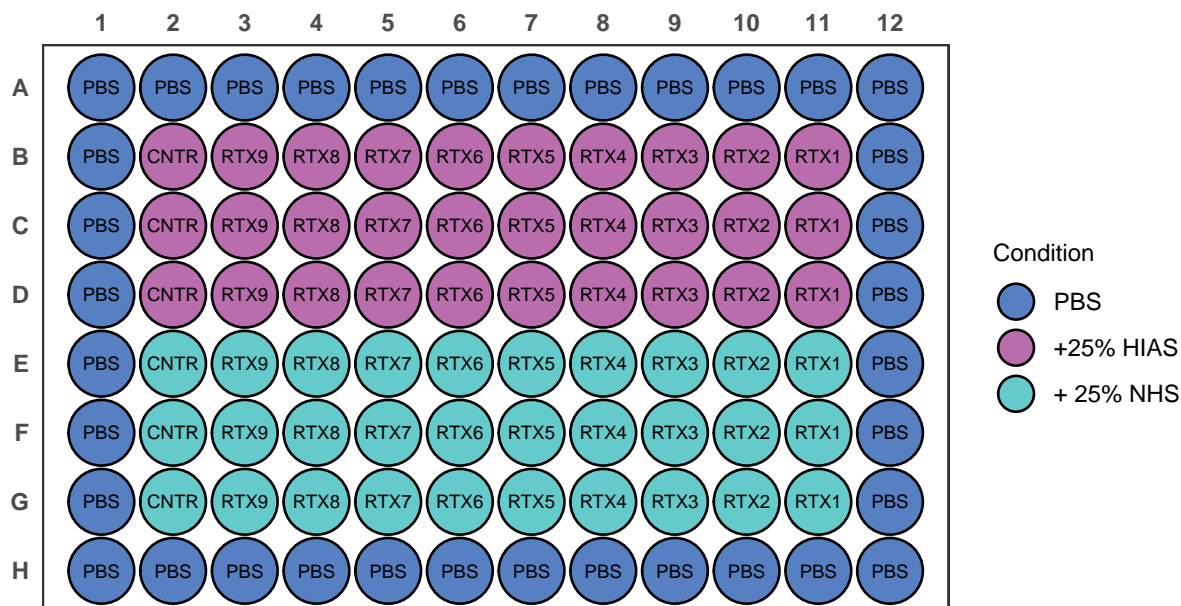 1 2 3 4 5 6 7 8 9 10 11 12
A PBS PBS PBS PBS PBS PBS PBS PBS PBS PBS PBS PBS
B PBS CNTR RTX9 RTX8 RTX7 RTX6 RTX5 RTX4 RTX3 RTX2 RTX1 PBS
C PBS CNTR RTX9 RTX8 RTX7 RTX6 RTX5 RTX4 RTX3 RTX2 RTX1 PBS
D PBS CNTR RTX9 RTX8 RTX7 RTX6 RTX5 RTX4 RTX3 RTX2 RTX1 PBS
E PBS CNTR RTX9 RTX8 RTX7 RTX6 RTX5 RTX4 RTX3 RTX2 RTX1 PBS
F PBS CNTR RTX9 RTX8 RTX7 RTX6 RTX5 RTX4 RTX3 RTX2 RTX1 PBS
G PBS CNTR RTX9 RTX8 RTX7 RTX6 RTX5 RTX4 RTX3 RTX2 RTX1 PBS
H PBS PBS PBS PBS PBS PBS PBS PBS PBS PBS PBS PBS
Condition
PBS
+25% HIAS
+ 25% NHS